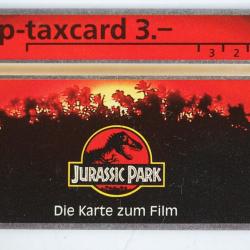 p-taxcard 3.–
3 2
JURASSIC PARK
Die Karte zum Film